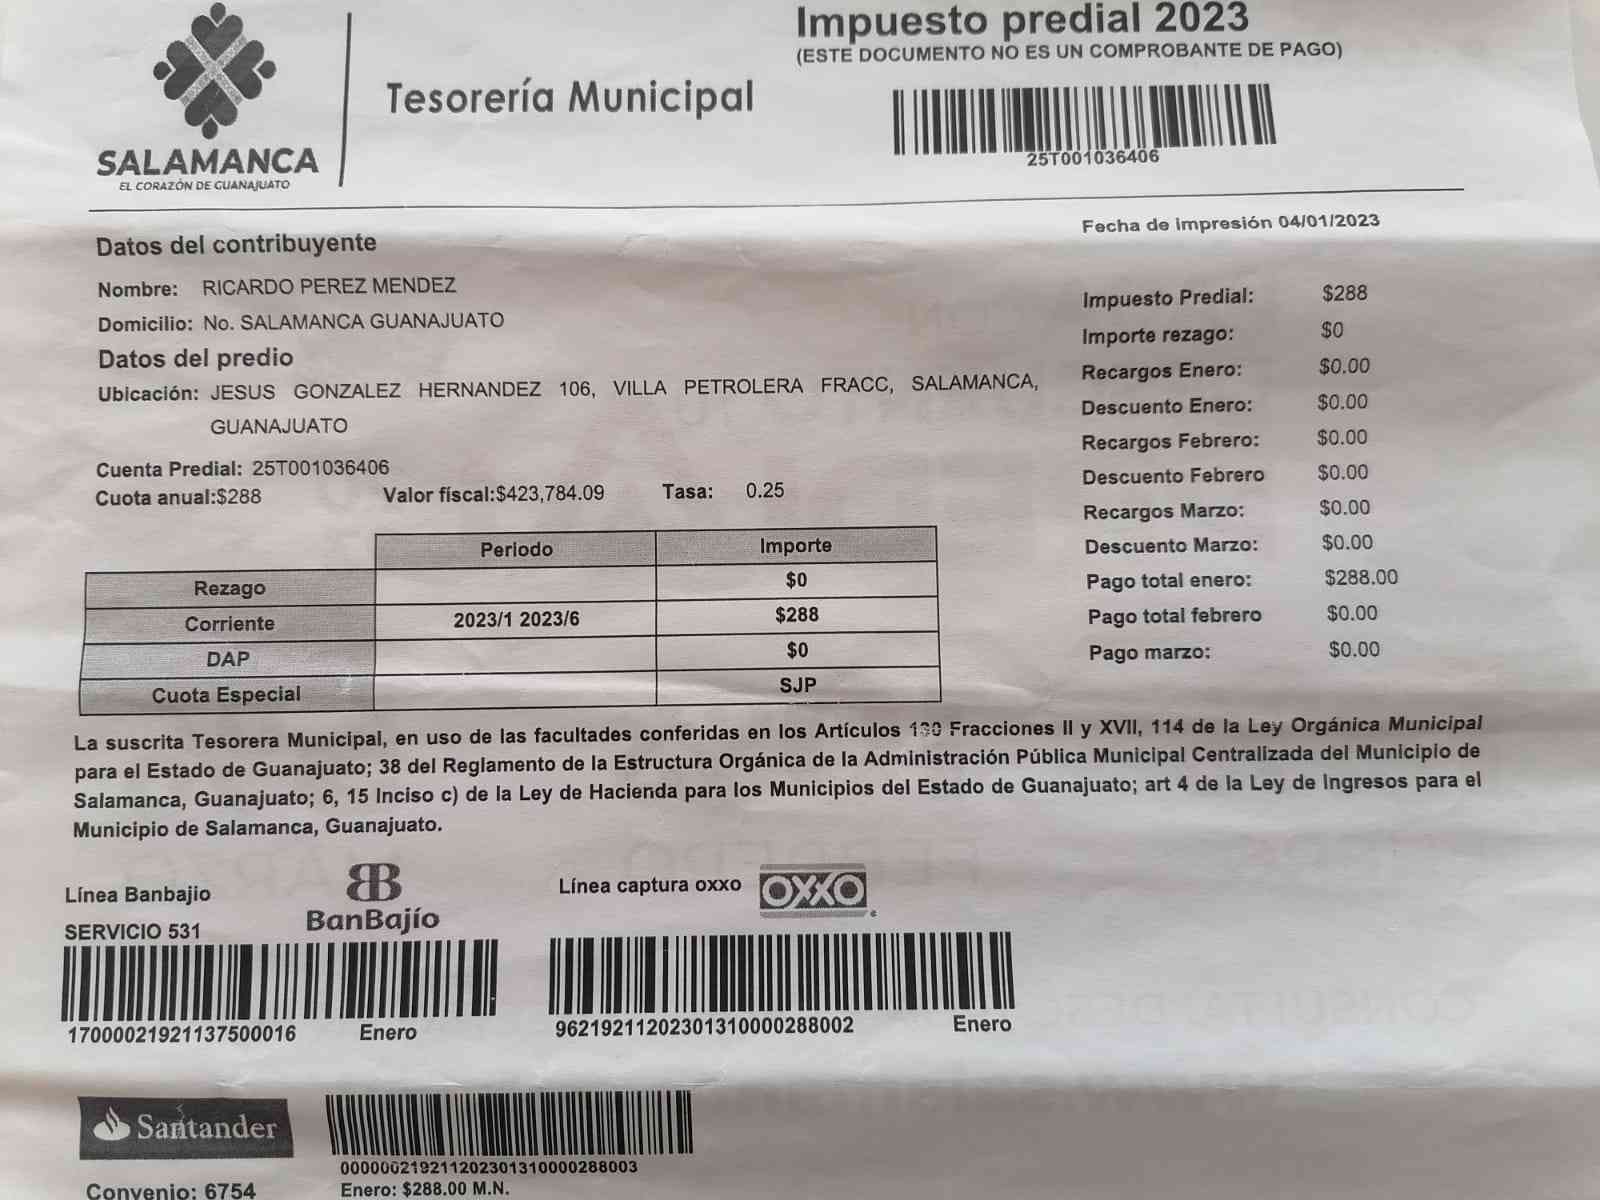 Impuesto predial 2023
(ESTE DOCUMENTO NO ES UN COMPROBANTE DE PAGO)
Tesorería Municipal
25T001036406
SALAMANCA
EL CORAZÓN DE GUANAJUATO
Fecha de impresión 04/01/2023
Datos del contribuyente
Nombre: RICARDO PEREZ MENDEZ
Domicilio: No. SALAMANCA GUANAJUATO
Datos del predio
Ubicación: JESUS GONZALEZ HERNANDEZ 106, VILLA PETROLERA FRACC, SALAMANCA,
GUANAJUATO
Cuenta Predial: 25T001036406
Cuota anual:$288 Valor fiscal:$423,784.09 Tasa: 0.25
Impuesto Predial: $288
Importe rezago: $0
Recargos Enero: $0.00
Descuento Enero: $0.00
Recargos Febrero: $0.00
Descuento Febrero $0.00
Recargos Marzo: $0.00
Descuento Marzo: $0.00
Pago total enero: $288.00
Pago total febrero $0.00
Pago marzo: $0.00
Periodo Importe
Rezago $0
Corriente 2023/1 2023/6 $288
DAP $0
Cuota Especial SJP
La suscrita Tesorera Municipal, en uso de las facultades conferidas en los Artículos Fracciones II y XVII, 114 de la Ley Orgánica Municipal
para el Estado de Guanajuato; 38 del Reglamento de la Estructura Orgánica de la Administración Pública Municipal Centralizada del Municipio de
Salamanca, Guanajuato; 6, 15 Inciso c) de la Ley de Hacienda para los Municipios del Estado de Guanajuato; art 4 de la Ley de Ingresos para el
Municipio de Salamanca, Guanajuato.
Línea Banbajio
SERVICIO 531
BanBajío
17000021921137500016 Enero
Línea captura oxxo
OXXO
96219211202301310000288002 Enero
Santander
Convenio: 6754
000000219211202301310000288003
Enero: $288.00 M.N.